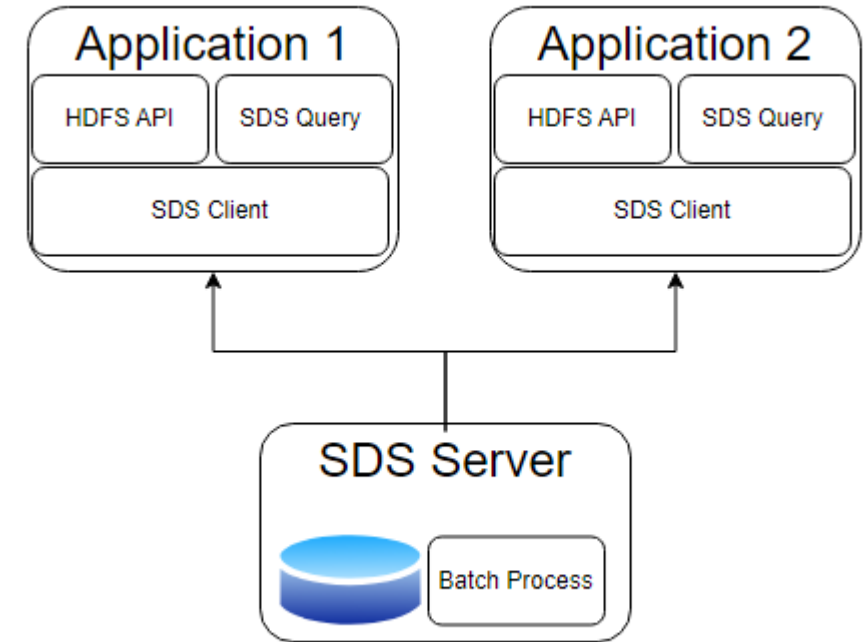 Application 1
HDFS API
SDS Query
SDS Client
Application 2
HDFS API
SDS Query
SDS Client
SDS Server
Batch Process